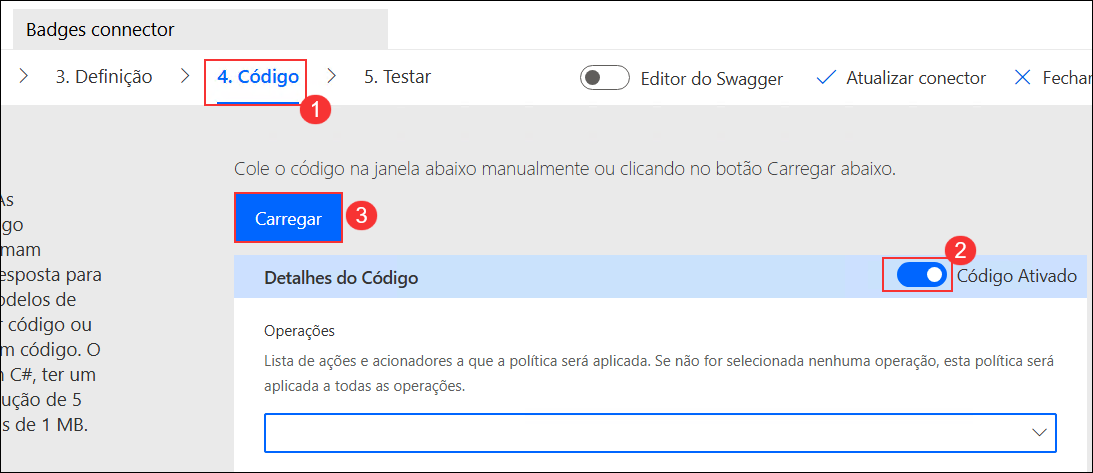 Badges connector
3. Definição
4. Código
5. Testar
Editor do Swagger
Atualizar conector
Fechar
1
Cole o código na janela abaixo manualmente ou clicando no botão Carregar abaixo.
Carregar
3
2
Detalhes do Código
Código Ativado
Operações
Lista de ações e acionadores a que a política será aplicada. Se não for selecionada nenhuma operação, esta política será
aplicada a todas as operações.
As
igo
mam
esposta para
odelos de
r código ou
m código. O
n C#, ter um
ução de 5
s de 1 MB.